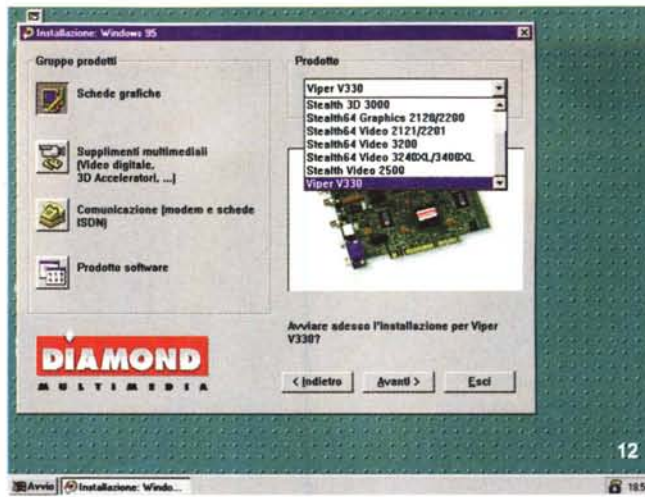 Installazione: Windows 95
Gruppo prodotti
Schede grafiche
Supplimenti multimediali
(Video digitale,
3D Acceleratori, ...)
Comunicazione (modem e schede
ISDN)
Prodotto software
DIAMOND
MULTIMEDIA
Prodotto
Viper V330
Stealth 3D 3000
Stealth64 Graphics 2120/2200
Stealth64 Video 2121/2201
Stealth64 Video 3200
Stealth64 Video 3240XL/3400XL
Stealth Video 2500
Viper V330
Avviare adesso l'installazione per Viper
V330?
< Indietro
Avanti >
Esci
12
Avvio
Installazione: Windo...